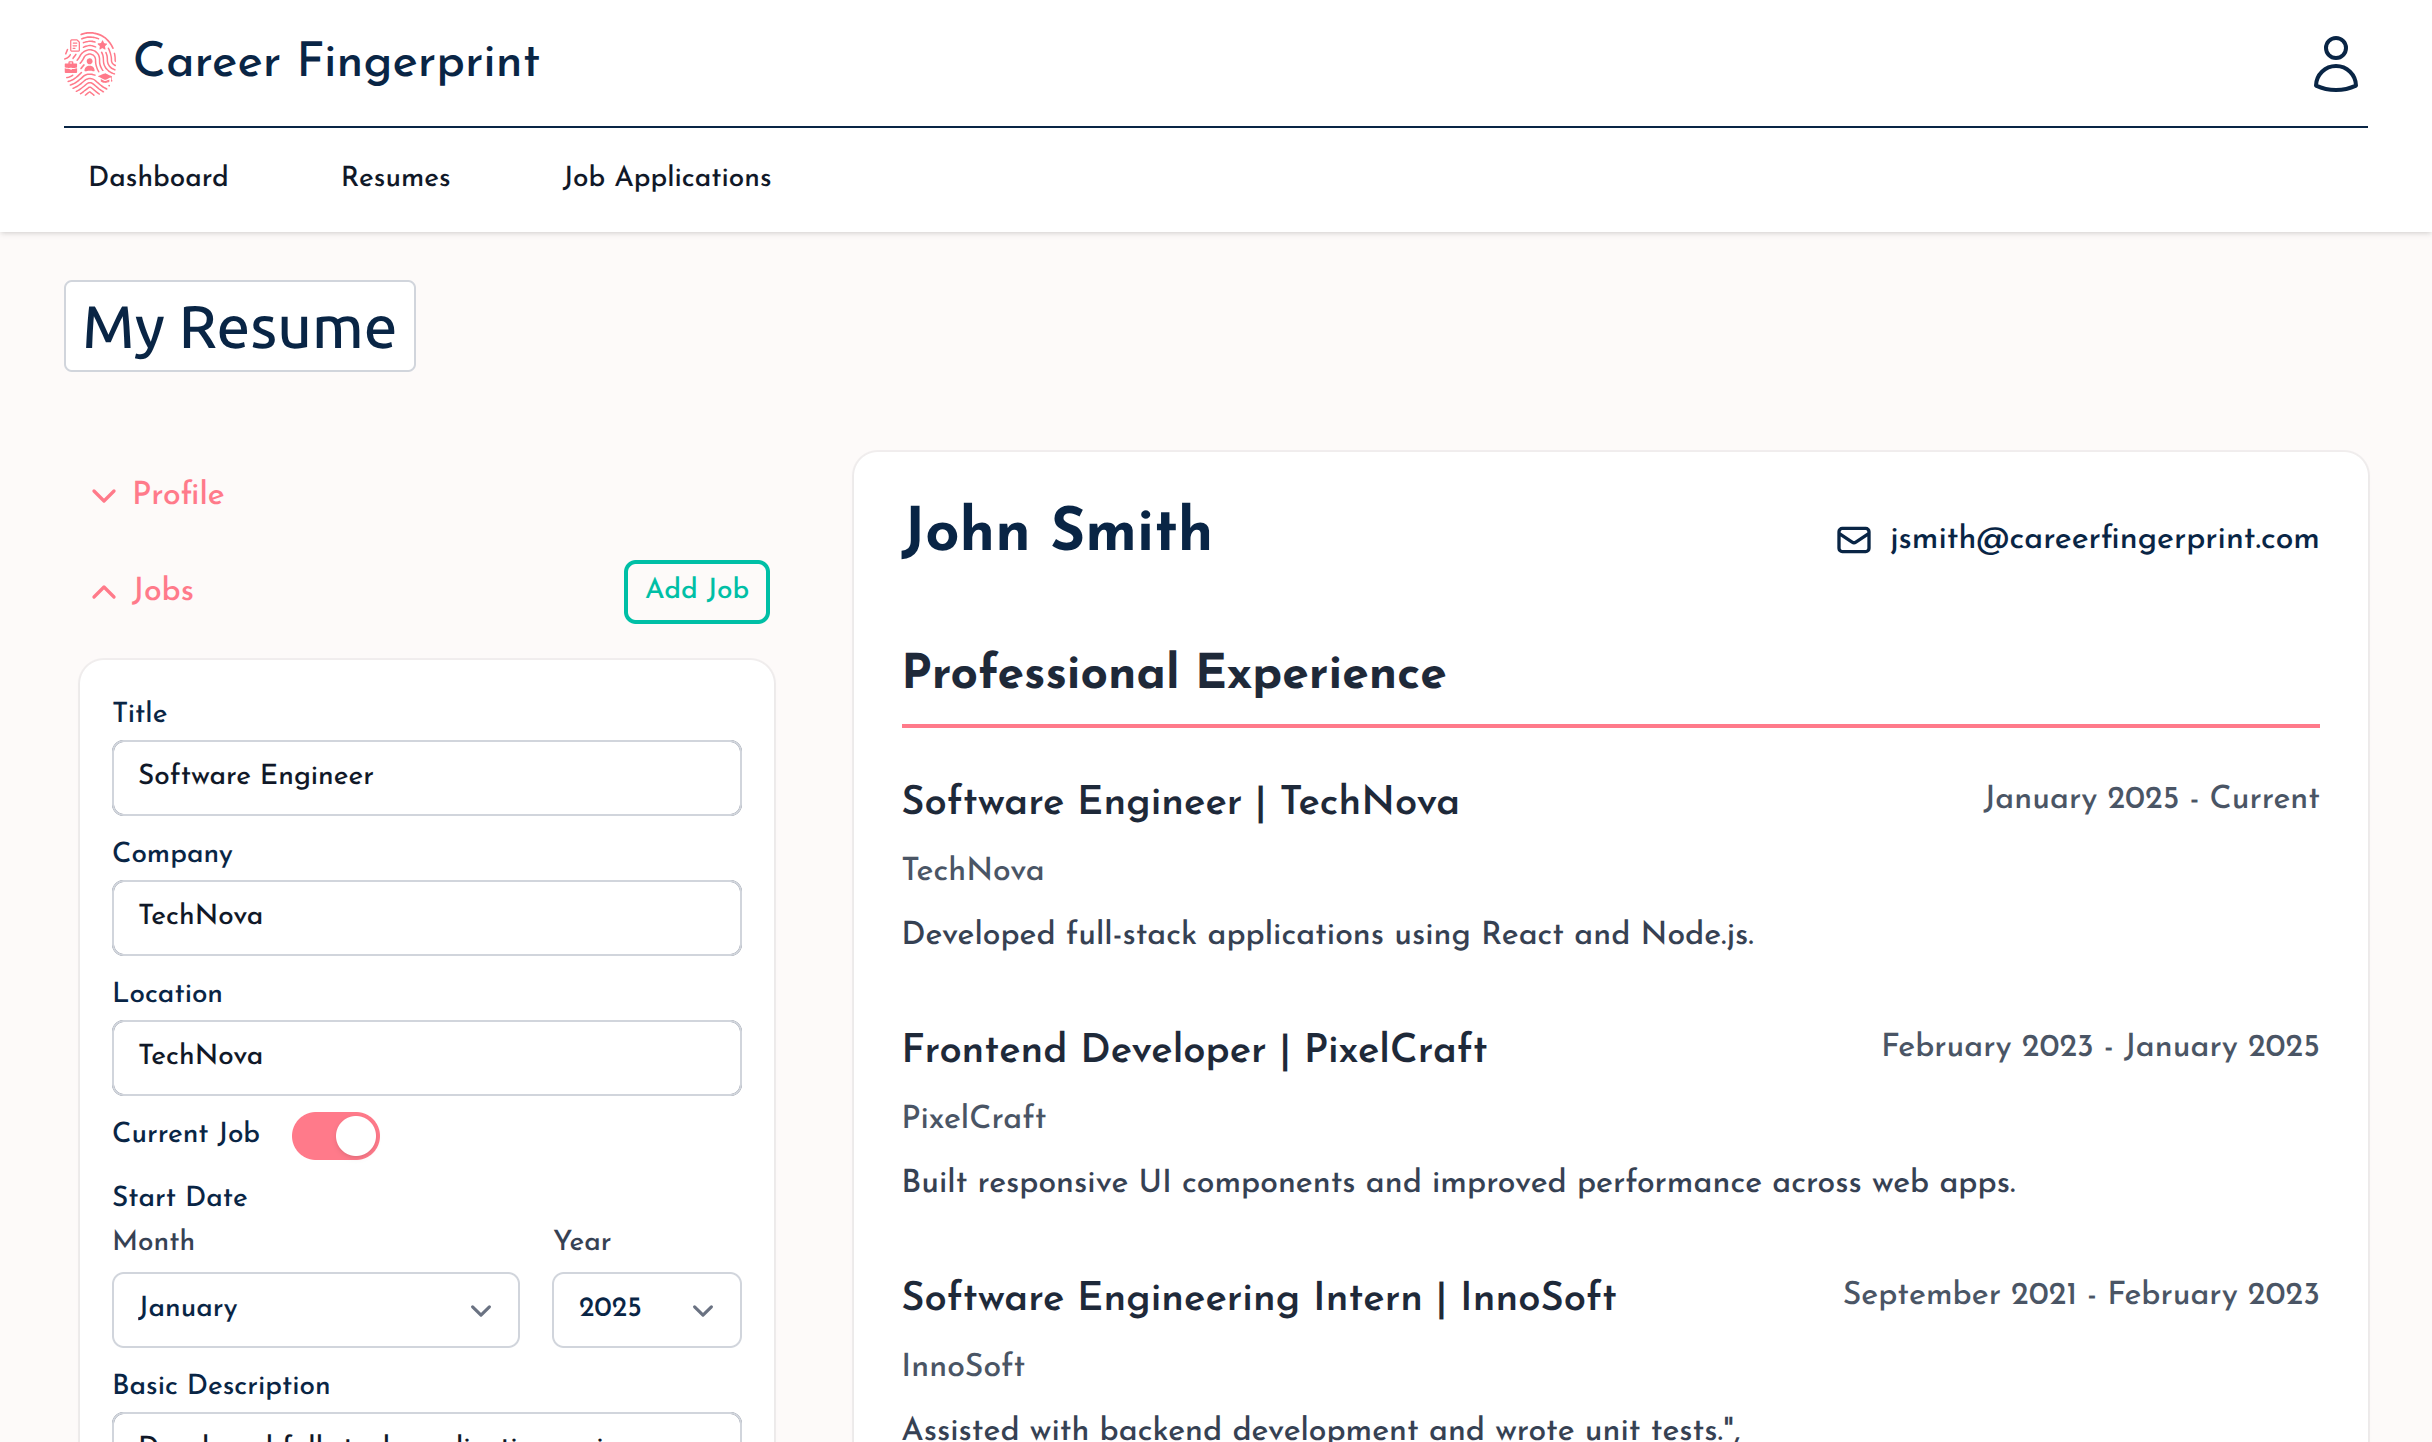 Career Fingerprint
Dashboard Resumes Job Applications
My Resume
Profile
Jobs Add Job
Title
Software Engineer
Company
TechNova
Location
TechNova
Current Job
Start Date
Month Year
January 2025
Basic Description
John Smith jsmith@careerfingerprint.com
Professional Experience
Software Engineer | TechNova January 2025 - Current
TechNova
Developed full-stack applications using React and Node.js.
Frontend Developer | PixelCraft February 2023 - January 2025
PixelCraft
Built responsive UI components and improved performance across web apps.
Software Engineering Intern | InnoSoft September 2021 - February 2023
InnoSoft
Assisted with backend development and wrote unit tests.",